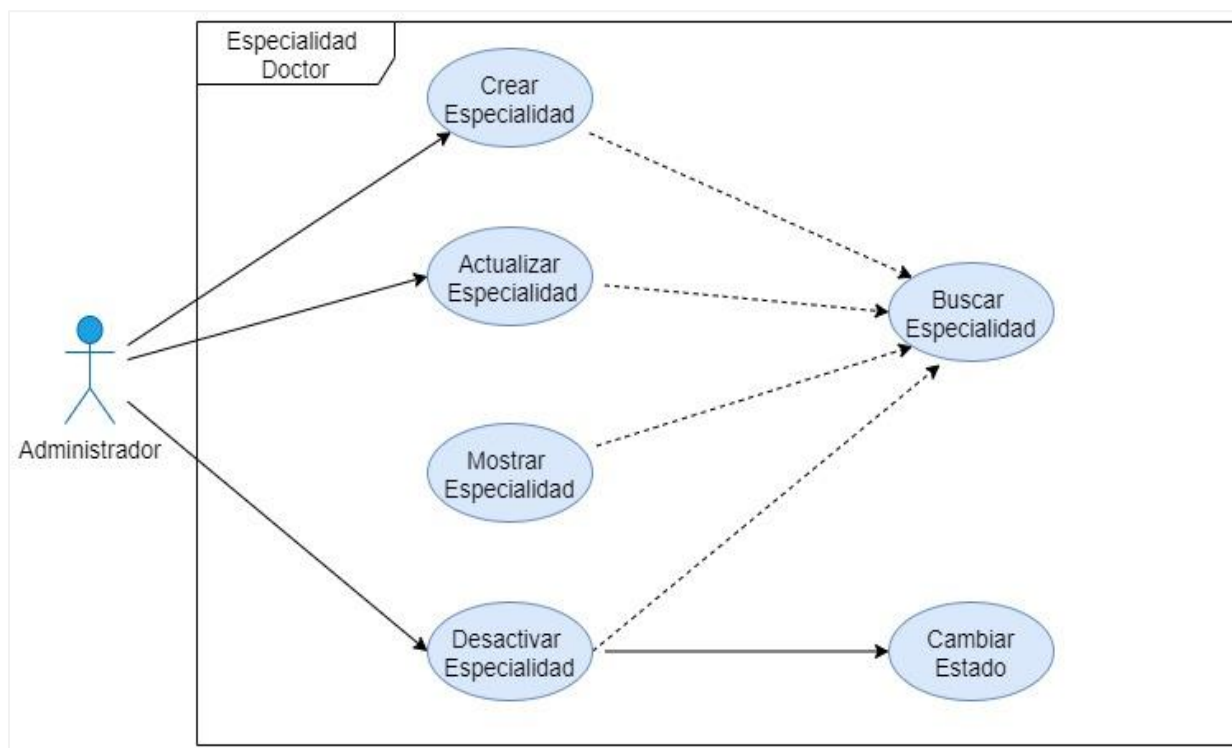 Especialidad
Doctor
Crear
Especialidad
Actualizar
Especialidad
Buscar
Especialidad
Administrador
Mostrar
Especialidad
Desactivar
Especialidad
Cambiar
Estado